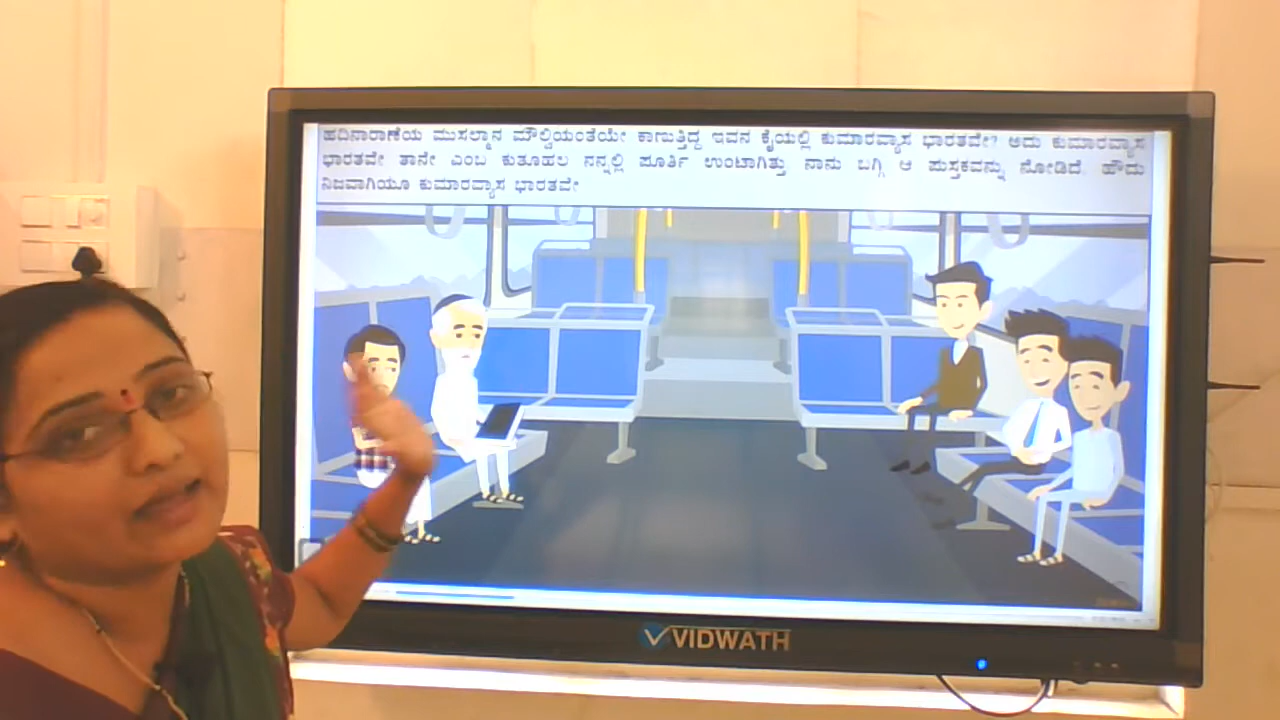 ಹದಿನಾರಾಣೆಯ ಮುಸಲ್ಮಾನ ಮೌಲ್ವಿಯಂತೆಯೇ ಕಾಣುತ್ತಿದ್ದ ಇವನ ಕೈಯಲ್ಲಿ ಕುಮಾರವ್ಯಾಸ ಭಾರತವೇ? ಅದು ಕುಮಾರವ್ಯಾಸ
ಭಾರತವೇ ತಾನೇ ಎಂಬ ಕುತೂಹಲ ನನ್ನಲ್ಲಿ ಪೂರ್ತಿ ಉಂಟಾಗಿತ್ತು ನಾನು ಬಗ್ಗಿ ಆ ಪುಸ್ತಕವನ್ನು ನೋಡಿದೆ. ಹೌದು
ನಿಜವಾಗಿಯೂ ಕುಮಾರವ್ಯಾಸ ಭಾರತವೇ
VIDWATH